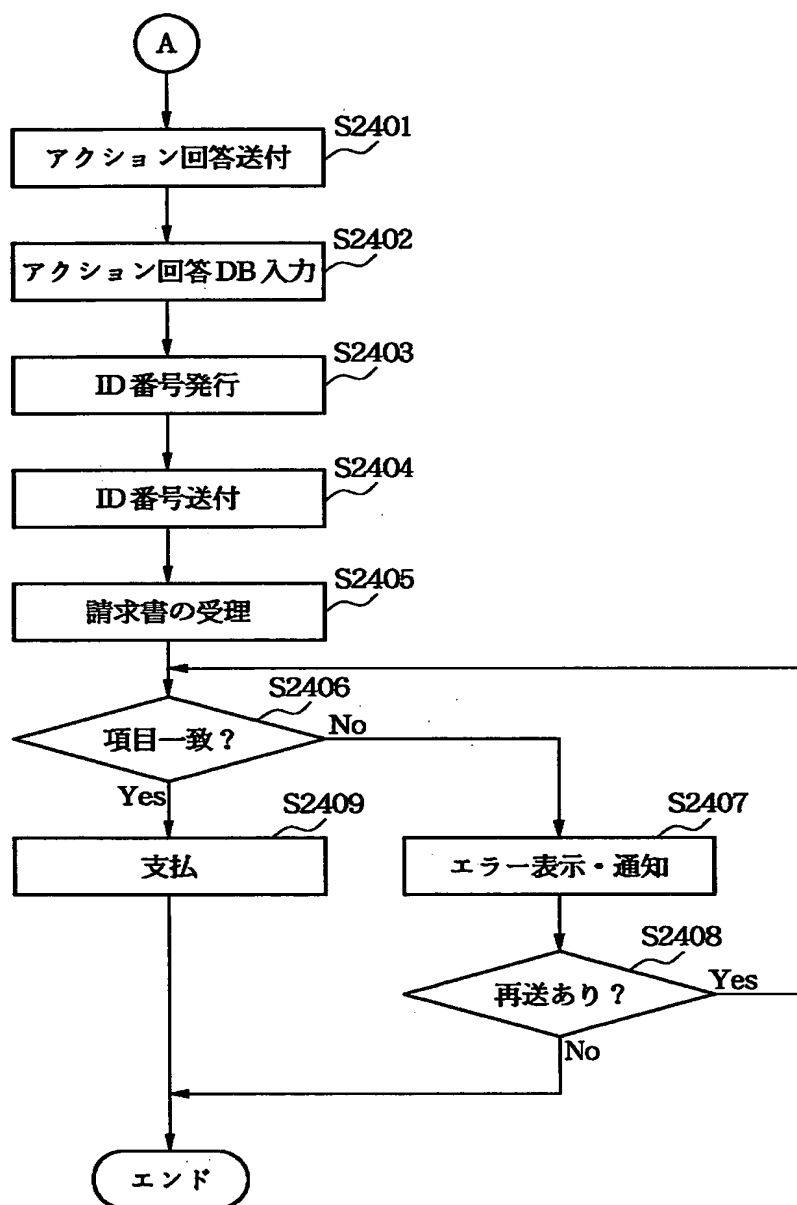 A
S2401
アクション回答送付
S2402
アクション回答DB入力
S2403
ID番号発行
S2404
ID番号送付
S2405
請求書の受理
S2406
項目一致？
No
Yes
S2409
支払
S2407
エラー表示・通知
S2408
再送あり？
Yes
No
エンド